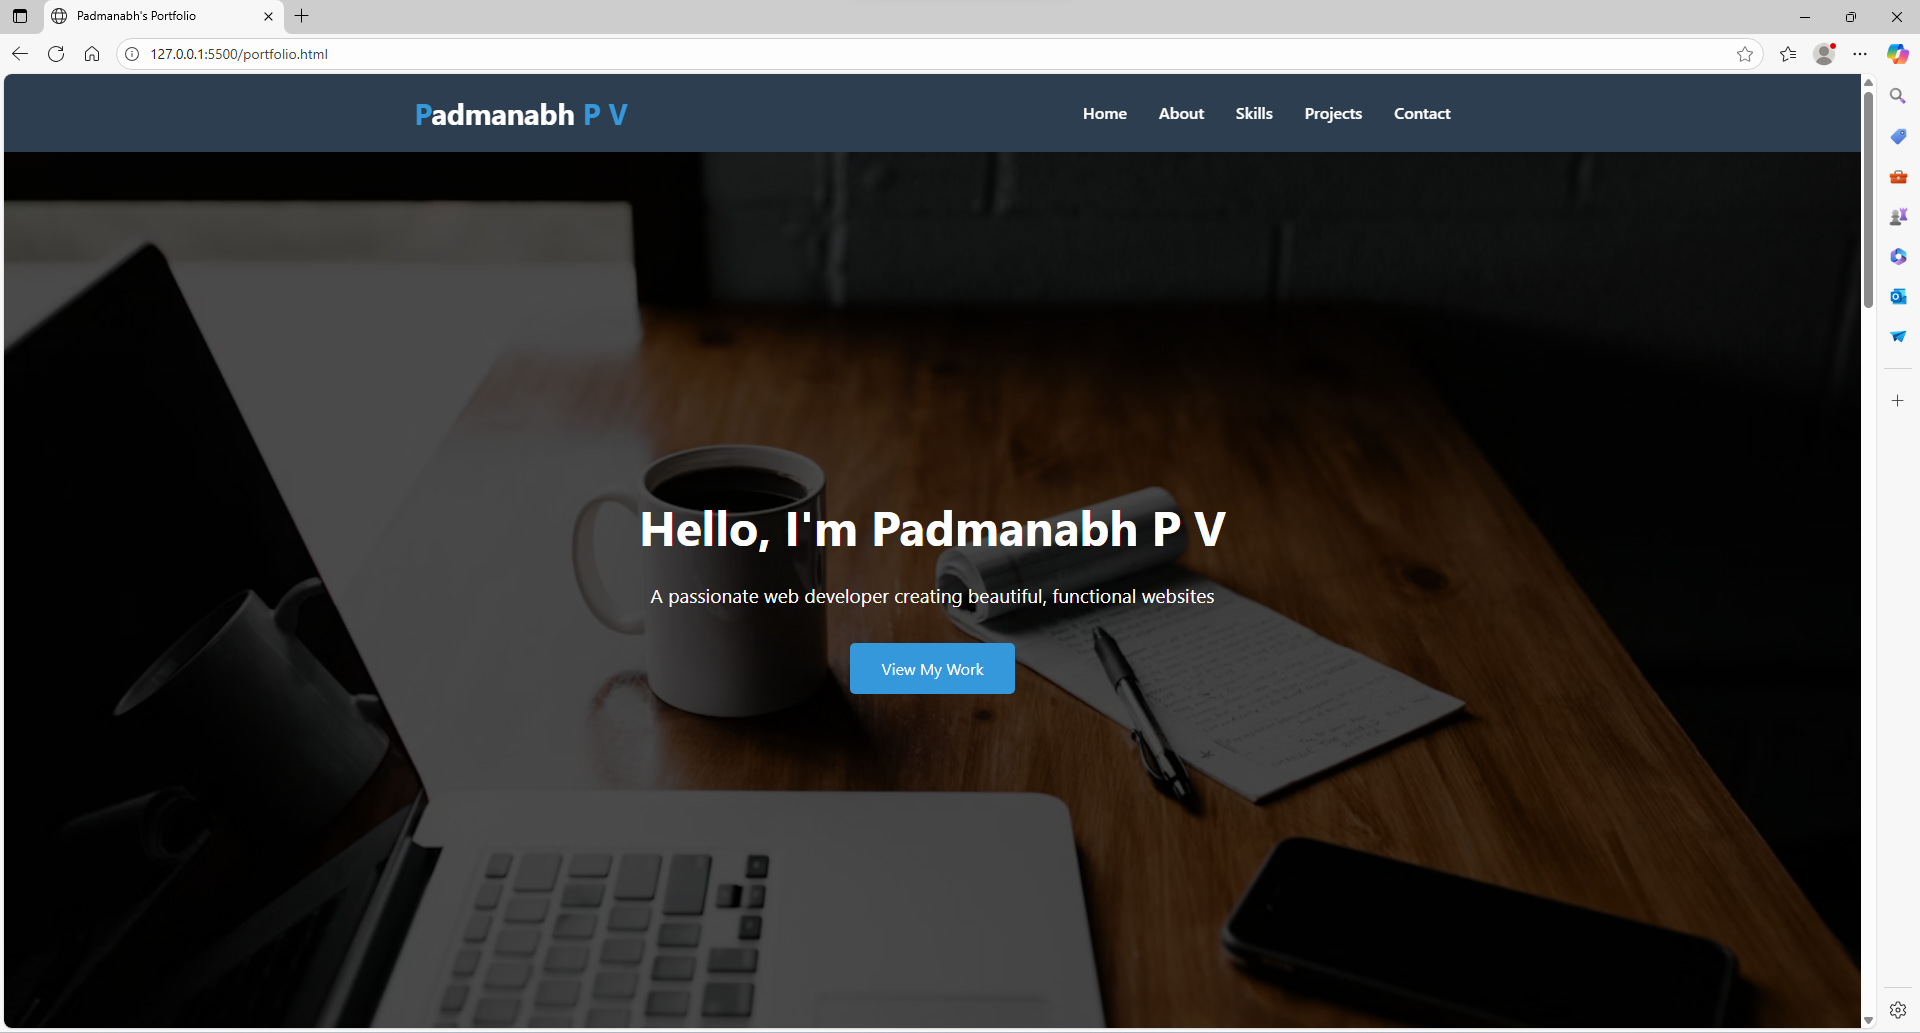 Padmanabh's Portfolio
127.0.0.1:5500/portfolio.html
Padmanabh P V
Home About Skills Projects Contact
Hello, I'm Padmanabh P V
A passionate web developer creating beautiful, functional websites
View My Work